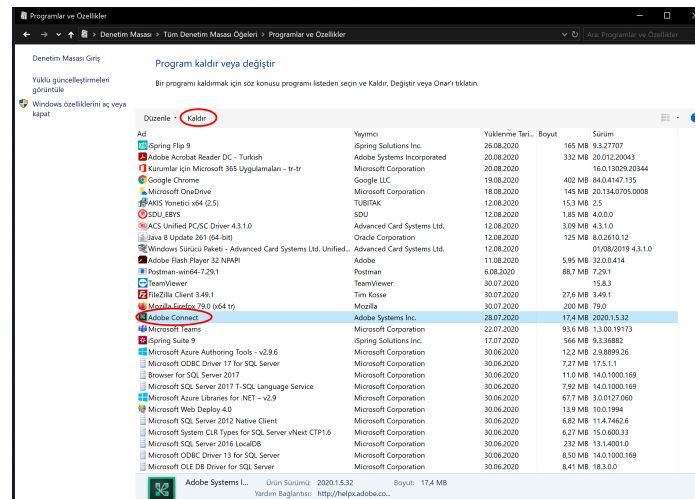 Programlar ve Özellikler
Denetim Masası > Tüm Denetim Masası Öğeleri > Programlar ve Özellikler
Ara: Programlar ve Özellikler
Denetim Masası Giriş
Yüklü güncelleştirmeleri görüntüle
Windows özelliklerini aç veya kapat
Program kaldır veya değiştir
Bir programı kaldırmak için söz konusu programı listeden seçin ve Kaldır, Değiştir veya Onar'ı tıklatın.
Düzenle Kaldır
Ad Yayımcı Yüklenme Tari... Boyut Sürüm
iSpring Flip 9 iSpring Solutions Inc. 26.08.2020 165 MB 9.3.27707
Adobe Acrobat Reader DC - Turkish Adobe Systems Incorporated 20.08.2020 332 MB 20.012.20043
Kurumlar için Microsoft 365 Uygulamaları - tr-tr Microsoft Corporation 20.08.2020 16.0.13029.20344
Google Chrome Google LLC 19.08.2020 402 MB 84.0.4147.135
Microsoft OneDrive Microsoft Corporation 18.08.2020 145 MB 20.134.0705.0008
AKIS Yonetici x64 (2.5) TUBITAK 12.08.2020 15,3 MB 2.5
SDU_EBYS SDU 12.08.2020 1,85 MB 4.0.0.0
ACS Unified PC/SC Driver 4.3.1.0 Advanced Card Systems Ltd. 12.08.2020 3,09 MB 4.3.1.0
Java 8 Update 261 (64-bit) Oracle Corporation 12.08.2020 125 MB 8.0.2610.12
Windows Sürücü Paketi - Advanced Card Systems Ltd. Unified... Advanced Card Systems Ltd. 12.08.2020 01/08/2019 4.3.1.0
Adobe Flash Player 32 NPAPI Adobe 11.08.2020 5,95 MB 32.0.0.414
Postman-win64-7.29.1 Postman 6.08.2020 88,7 MB 7.29.1
TeamViewer TeamViewer 30.07.2020 15.8.3
FileZilla Client 3.49.1 Tim Kosse 30.07.2020 27,6 MB 3.49.1
Mozilla Firefox 79.0 (x64 tr) Mozilla 30.07.2020 200 MB 79.0
Adobe Connect Adobe Systems Inc. 28.07.2020 17,4 MB 2020.1.5.32
Microsoft Teams Microsoft Corporation 22.07.2020 93,6 MB 1.3.00.19173
iSpring Suite 9 iSpring Solutions Inc. 17.07.2020 566 MB 9.3.36882
Microsoft Azure Authoring Tools - v2.9.6 Microsoft Corporation 30.06.2020 12,2 MB 2.9.8899.26
Microsoft ODBC Driver 17 for SQL Server Microsoft Corporation 30.06.2020 7,27 MB 17.5.1.1
Browser for SQL Server 2017 Microsoft Corporation 30.06.2020 11,0 MB 14.0.1000.169
Microsoft SQL Server 2017 T-SQL Language Service Microsoft Corporation 30.06.2020 7,92 MB 14.0.1000.169
Microsoft Azure Libraries for .NET – v2.9 Microsoft Corporation 30.06.2020 67,7 MB 3.0.0127.060
Microsoft Web Deploy 4.0 Microsoft Corporation 30.06.2020 13,9 MB 10.0.1994
Microsoft SQL Server 2012 Native Client Microsoft Corporation 30.06.2020 6,82 MB 11.4.7462.6
Microsoft System CLR Types for SQL Server vNext CTP1.6 Microsoft Corporation 30.06.2020 6,27 MB 15.0.600.33
Microsoft SQL Server 2016 LocalDB Microsoft Corporation 30.06.2020 232 MB 13.1.4001.0
Microsoft ODBC Driver 13 for SQL Server Microsoft Corporation 30.06.2020 8,50 MB 14.0.1000.169
Microsoft OLE DB Driver for SQL Server Microsoft Corporation 30.06.2020 8,41 MB 18.3.0.0
Adobe Systems I... Ürün Sürümü: 2020.1.5.32 Boyut: 17,4 MB
Yardım Bağlantısı: http://helpx.adobe.co...